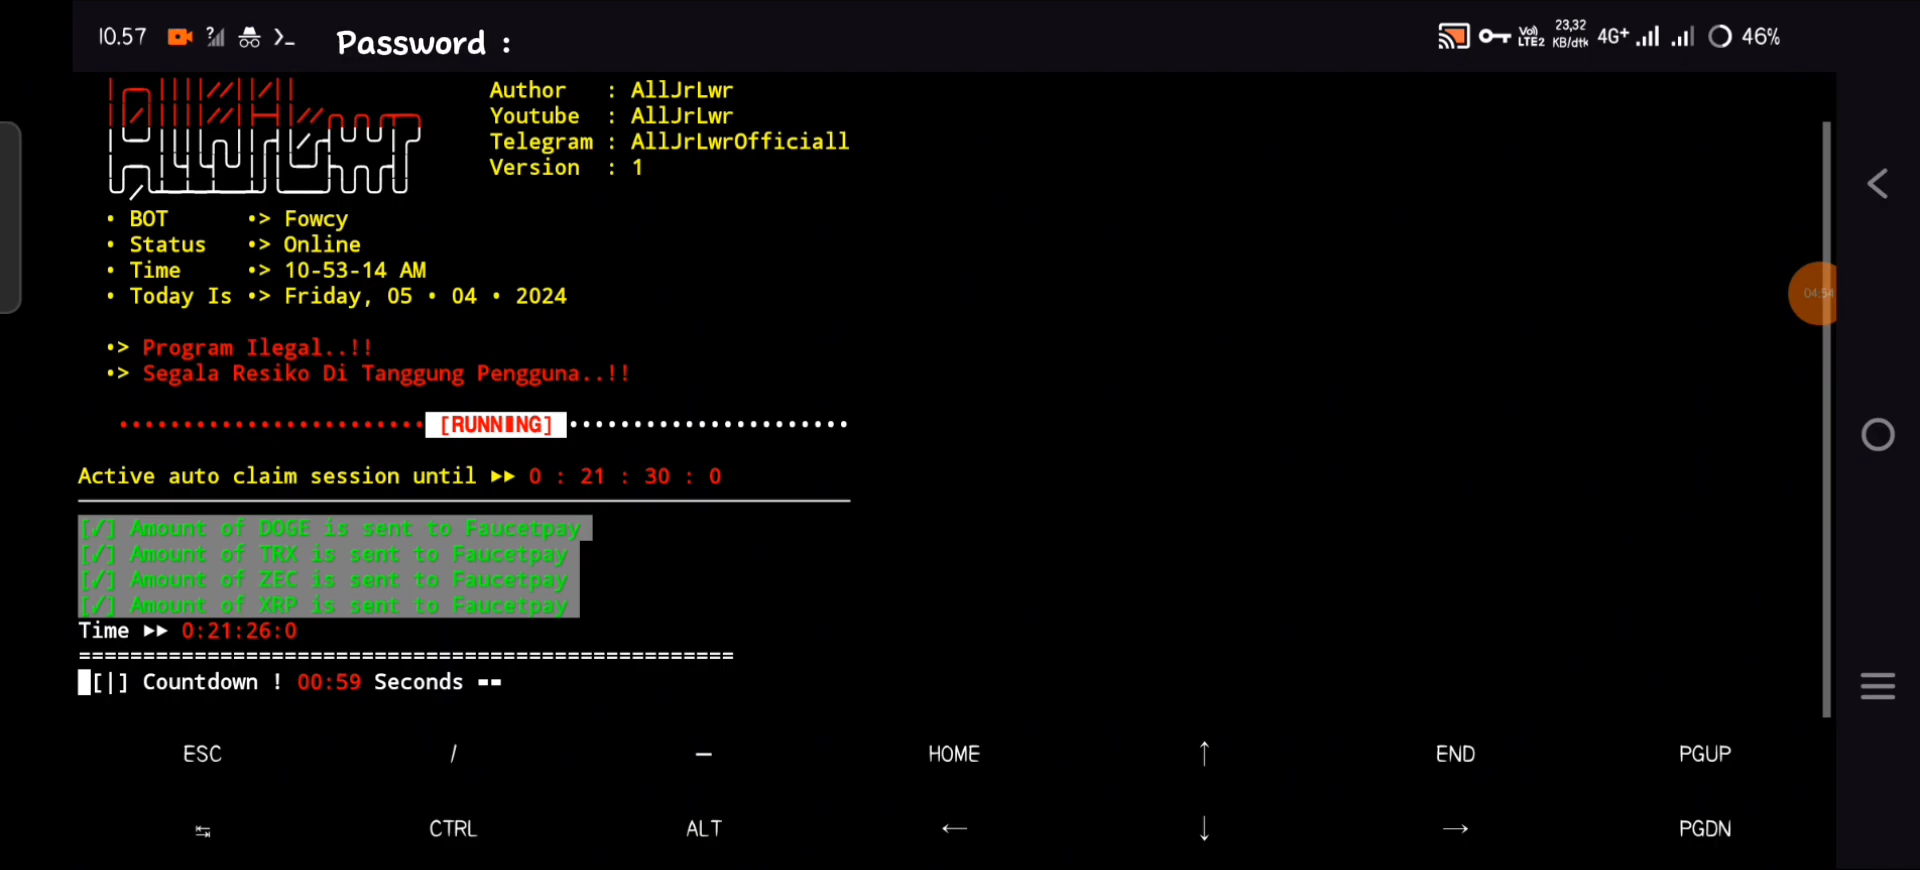 10.57 Password : Vo) LTE2 23,32 KB/dtk 4G+ 46%
Author : AllJrLwr
Youtube : AllJrLwr
Telegram : AllJrLwrOfficiall
Version : 1
• BOT •> Fowcy
• Status •> Online
• Time •> 10-53-14 AM
• Today Is •> Friday, 05 • 04 • 2024
04:54
•> Program Ilegal..!!
•> Segala Resiko Di Tanggung Pengguna..!!
[RUNNING]
Active auto claim session until ►► 0 : 21 : 30 : 0
[√] Amount of DOGE is sent to Faucetpay
[√] Amount of TRX is sent to Faucetpay
[√] Amount of ZEC is sent to Faucetpay
[√] Amount of XRP is sent to Faucetpay
Time ►► 0:21:26:0
===================================================
[|] Countdown ! 00:59 Seconds --
ESC / — HOME ↑ END PGUP
↹ CTRL ALT ← ↓ → PGDN